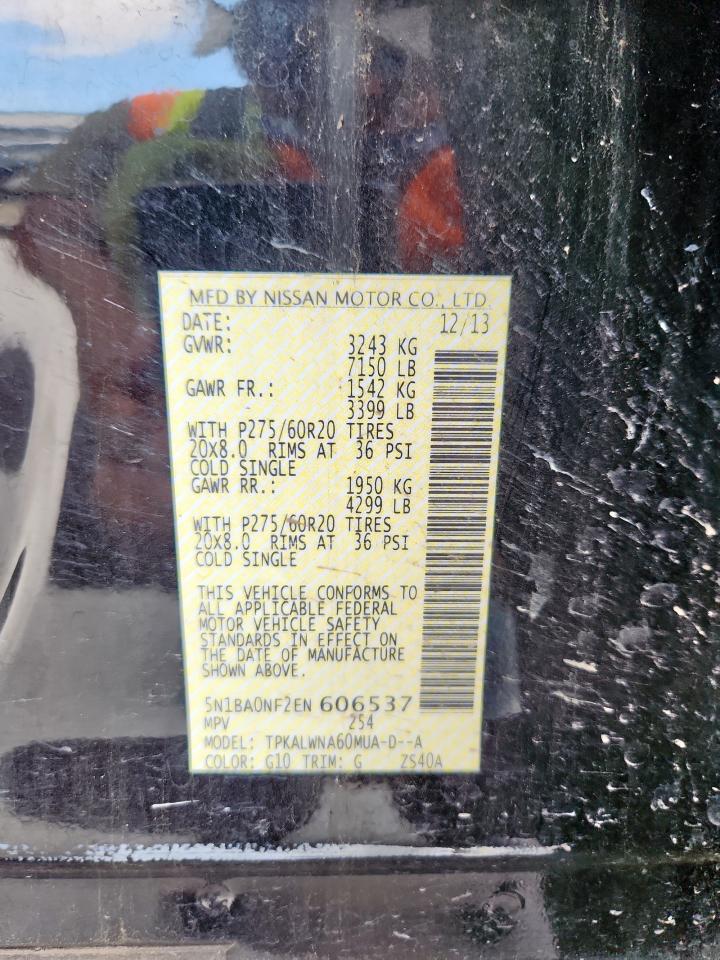 MFD BY NISSAN MOTOR CO., LTD.
DATE: 12/13
GVWR: 3243 KG
7150 LB
GAWR FR.: 1542 KG
3399 LB
WITH P275/60R20 TIRES
20X8.0 RIMS AT 36 PSI
COLD SINGLE
GAWR RR.: 1950 KG
4299 LB
WITH P275/60R20 TIRES
20X8.0 RIMS AT 36 PSI
COLD SINGLE
THIS VEHICLE CONFORMS TO
ALL APPLICABLE FEDERAL
MOTOR VEHICLE SAFETY
STANDARDS IN EFFECT ON
THE DATE OF MANUFACTURE
SHOWN ABOVE.
5N1BA0NF2EN 606537
MPV 254
MODEL: TPKALWNA60MUA-D--A
COLOR: G10 TRIM: G ZS40A